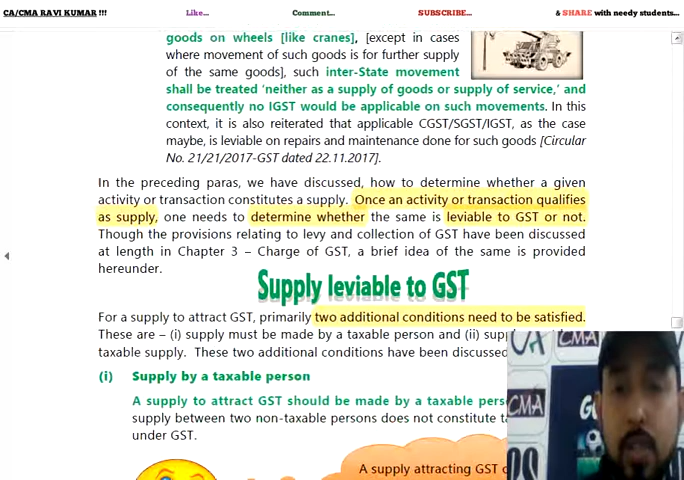 CA/CMA RAVI KUMAR !!! Like... Comment... SUBSCRIBE... & SHARE with needy students...
goods on wheels [like cranes], [except in cases
where movement of such goods is for further supply
of the same goods], such inter-State movement
shall be treated ‘neither as a supply of goods or supply of service,’ and
consequently no IGST would be applicable on such movements. In this
context, it is also reiterated that applicable CGST/SGST/IGST, as the case
maybe, is leviable on repairs and maintenance done for such goods [Circular
No. 21/21/2017-GST dated 22.11.2017].
In the preceding paras, we have discussed, how to determine whether a given
activity or transaction constitutes a supply. Once an activity or transaction qualifies
as supply, one needs to determine whether the same is leviable to GST or not.
Though the provisions relating to levy and collection of GST have been discussed
at length in Chapter 3 – Charge of GST, a brief idea of the same is provided
hereunder.
Supply leviable to GST
For a supply to attract GST, primarily two additional conditions need to be satisfied.
These are – (i) supply must be made by a taxable person and (ii) supp
taxable supply. These two additional conditions have been discussed
(i) Supply by a taxable person
A supply to attract GST should be made by a taxable pers
supply between two non-taxable persons does not constitute ta
under GST.
A supply attracting GST
CMA
CMA